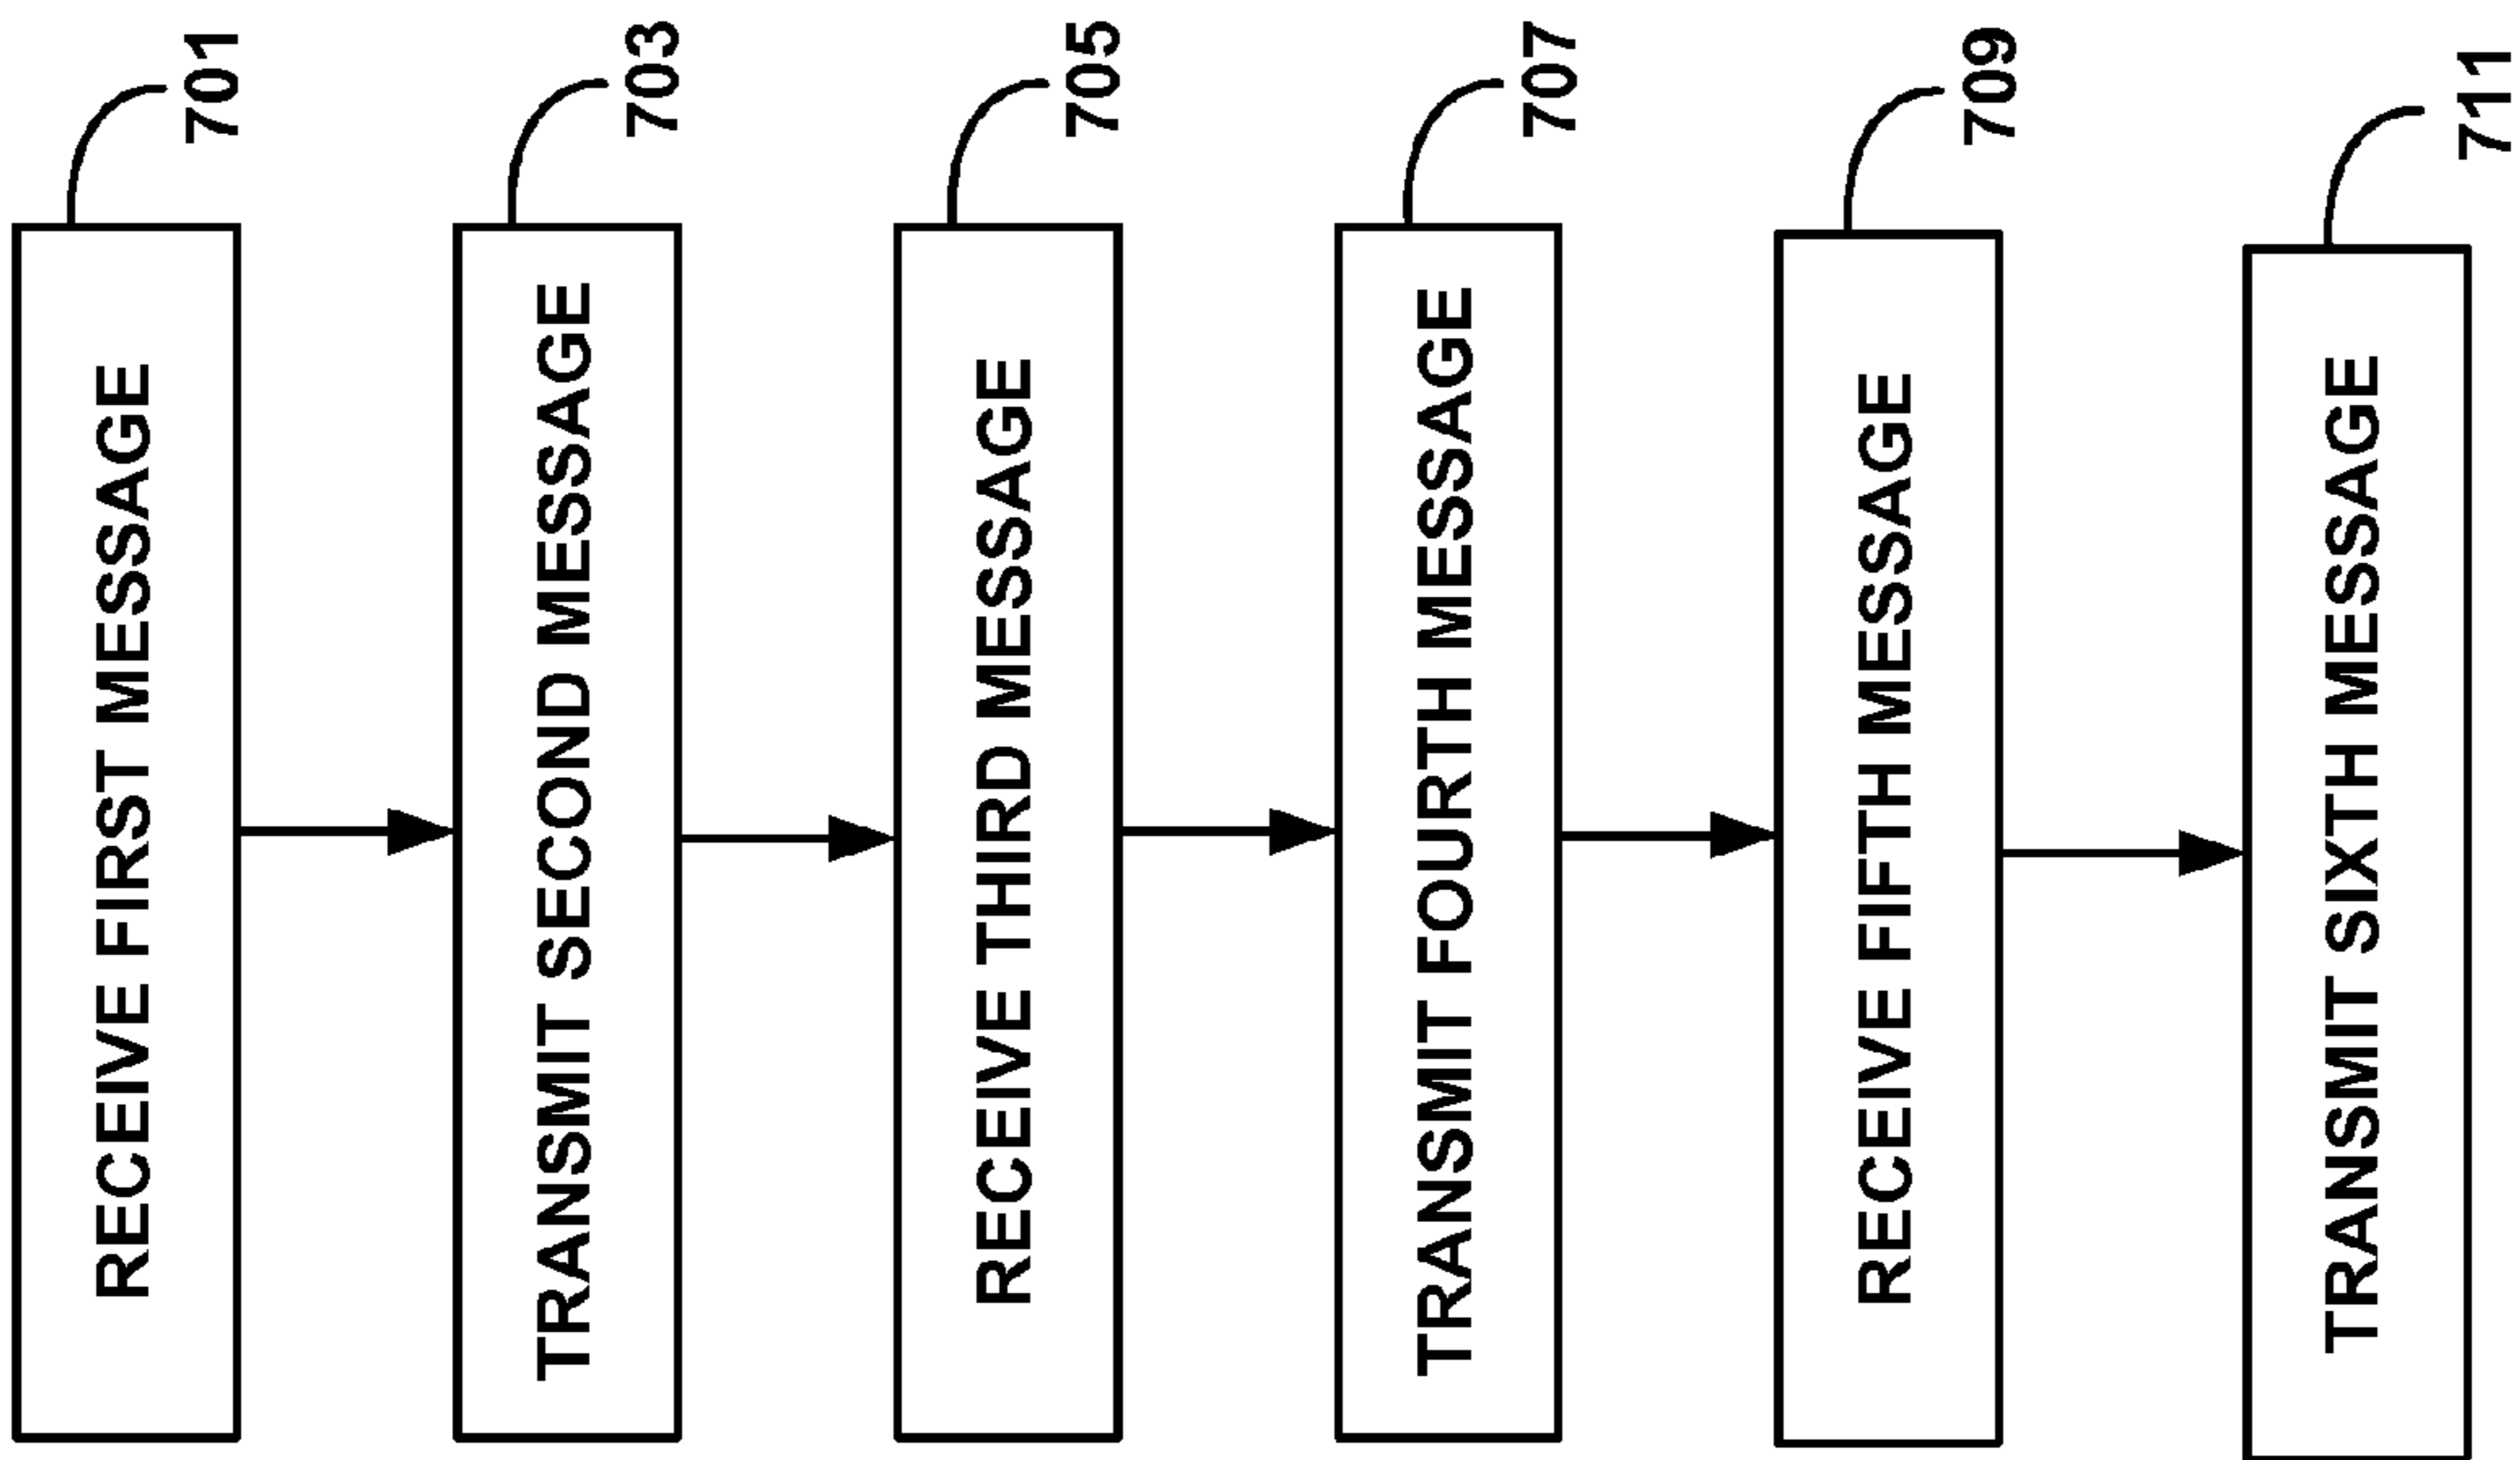 RECEIVE FIRST MESSAGE
701
TRANSMIT SECOND MESSAGE
703
RECEIVE THIRD MESSAGE
705
TRANSMIT FOURTH MESSAGE
707
RECEIVE FIFTH MESSAGE
709
TRANSMIT SIXTH MESSAGE
711